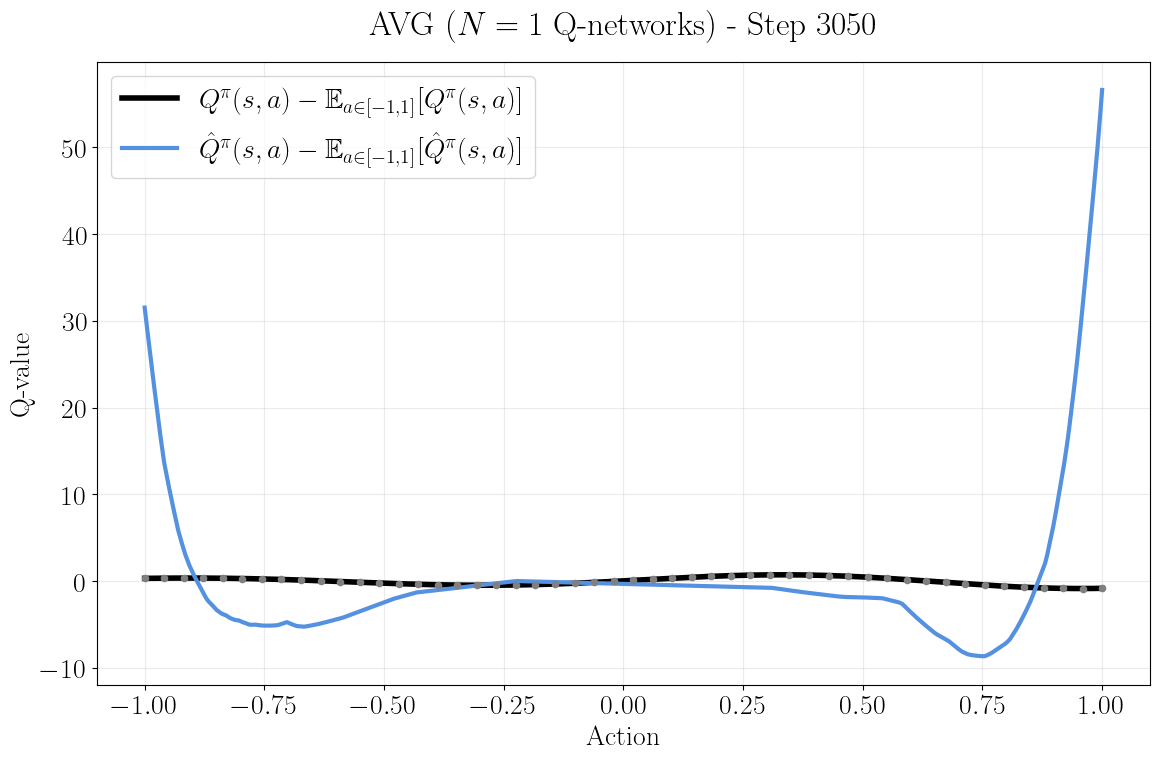 AVG (N = 1 Q-networks) - Step 3050
Q^π(s, a) − 𝔼_{a∈[−1,1]}[Q^π(s, a)]
Q̂^π(s, a) − 𝔼_{a∈[−1,1]}[Q̂^π(s, a)]
Q-value
50
40
30
20
10
0
−10
−1.00 −0.75 −0.50 −0.25 0.00 0.25 0.50 0.75 1.00
Action